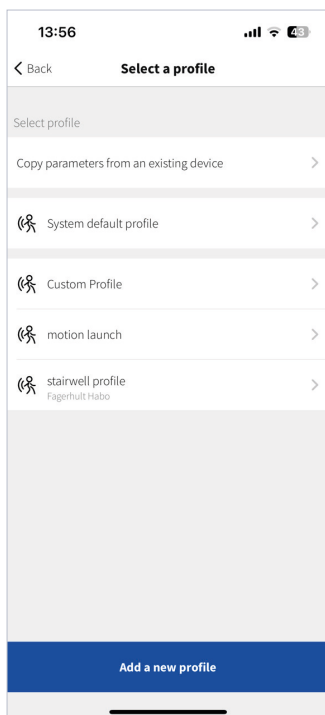 13:56
43
Back
Select a profile
Select profile
Copy parameters from an existing device
System default profile
Custom Profile
motion launch
stairwell profile
Fagerhult Habo
Add a new profile